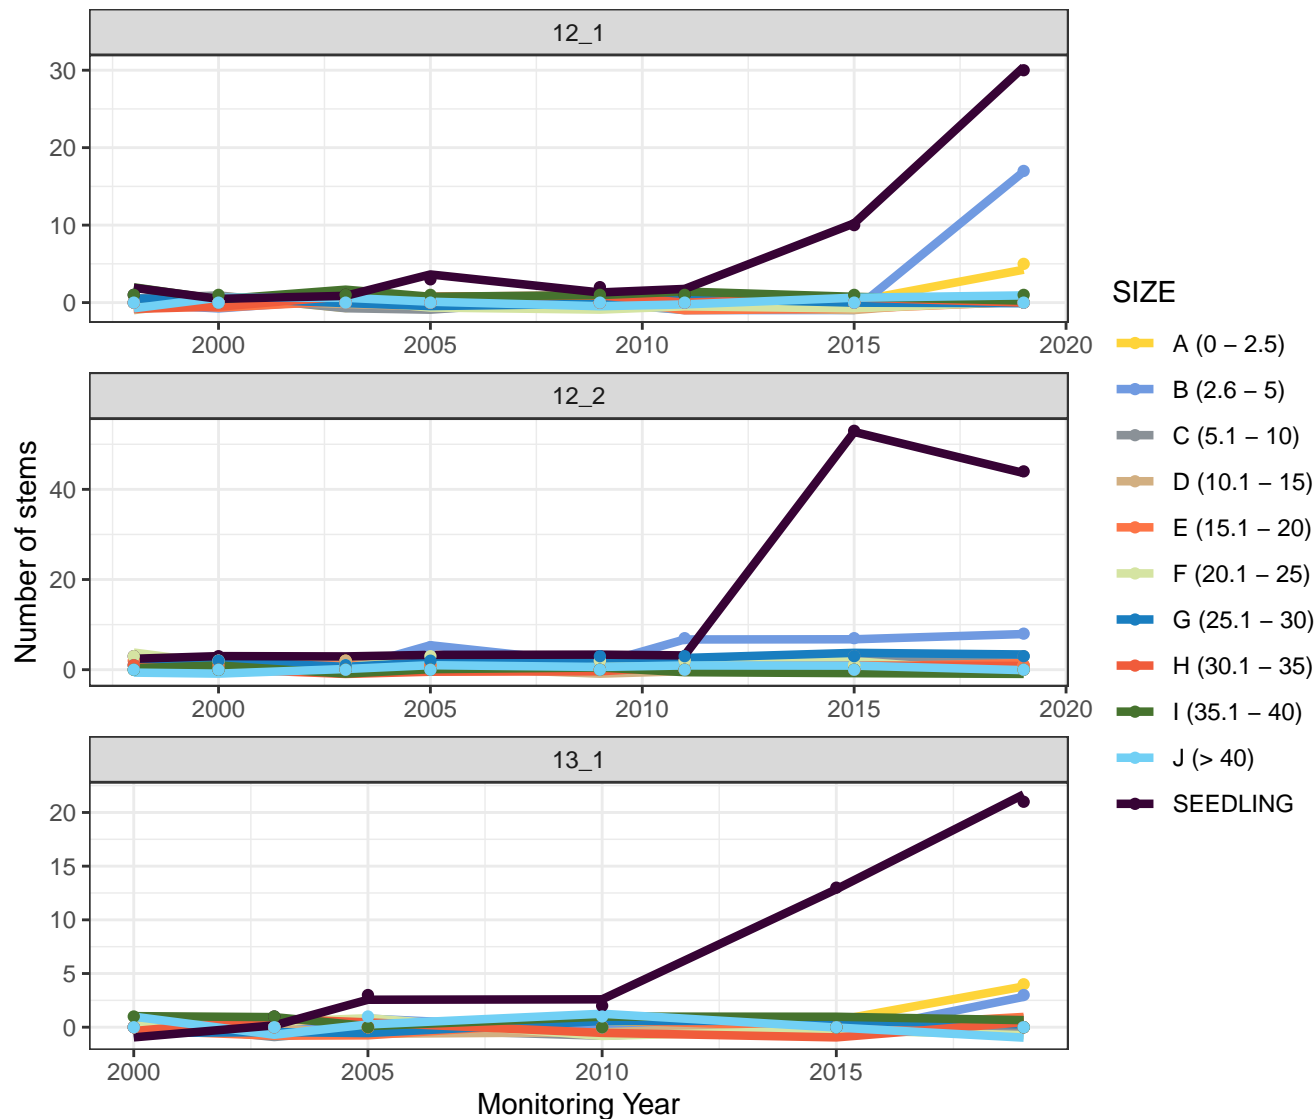 12_1
30
20
10
0
2000 2005 2010 2015 2020
12_2
40
20
0
2000 2005 2010 2015 2020
13_1
20
15
10
5
0
2000 2005 2010 2015
Monitoring Year
Number of stems
SIZE
A (0 − 2.5)
B (2.6 − 5)
C (5.1 − 10)
D (10.1 − 15)
E (15.1 − 20)
F (20.1 − 25)
G (25.1 − 30)
H (30.1 − 35)
I (35.1 − 40)
J (> 40)
SEEDLING